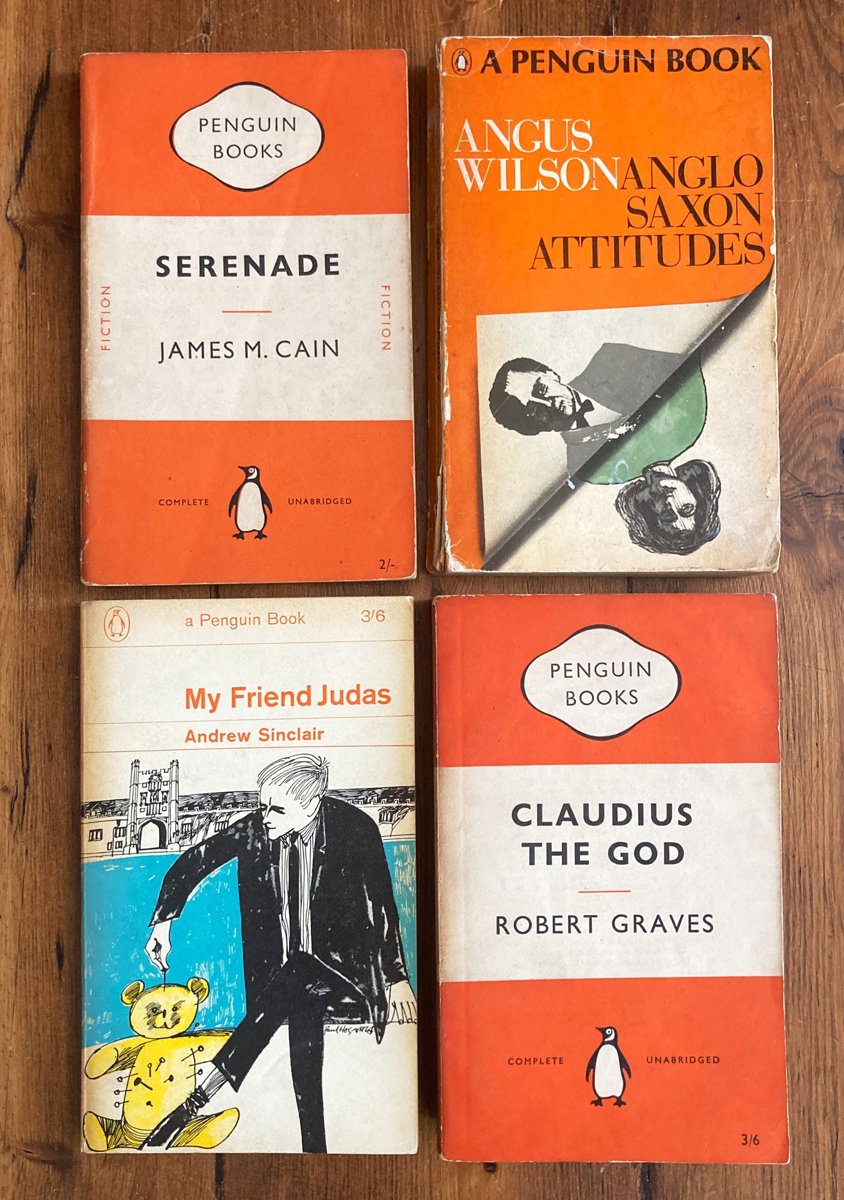 PENGUIN
BOOKS
SERENADE
FICTION
FICTION
JAMES M. CAIN
COMPLETE UNABRIDGED
2/-
A PENGUIN BOOK
ANGUS
WILSON ANGLO
SAXON
ATTITUDES
a Penguin Book 3/6
My Friend Judas
Andrew Sinclair
PENGUIN
BOOKS
CLAUDIUS
THE GOD
ROBERT GRAVES
COMPLETE UNABRIDGED
3/6